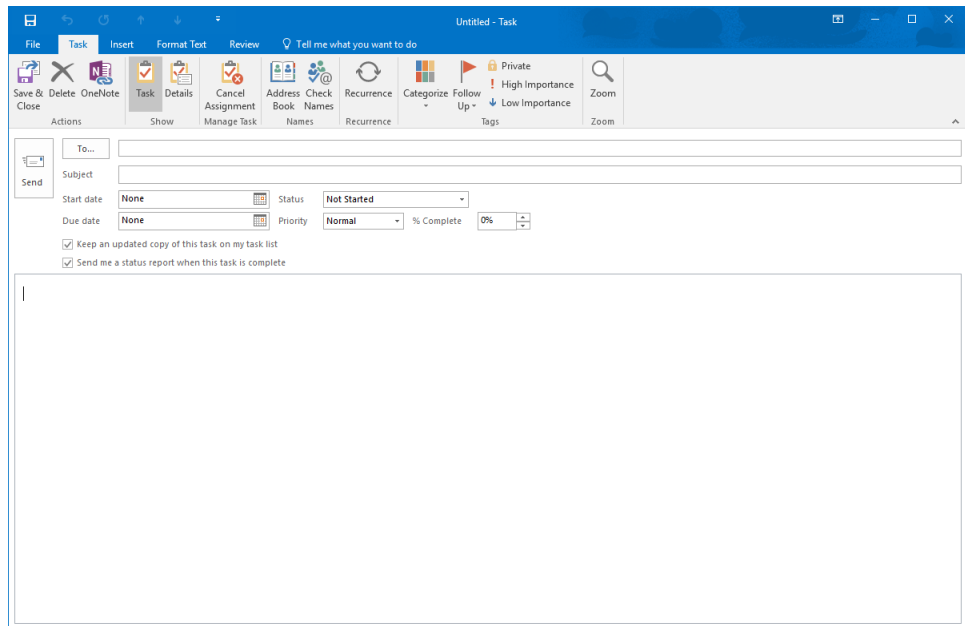 Untitled - Task
File Task Insert Format Text Review Tell me what you want to do
Save & Close Delete OneNote Task Details Cancel Assignment Address Book Check Names Recurrence Categorize Follow Up Private
High Importance
Low Importance
Zoom
Actions Show Manage Task Names Recurrence Tags Zoom
To...
Send
Subject
Start date None Status Not Started
Due date None Priority Normal % Complete 0%
Keep an updated copy of this task on my task list
Send me a status report when this task is complete